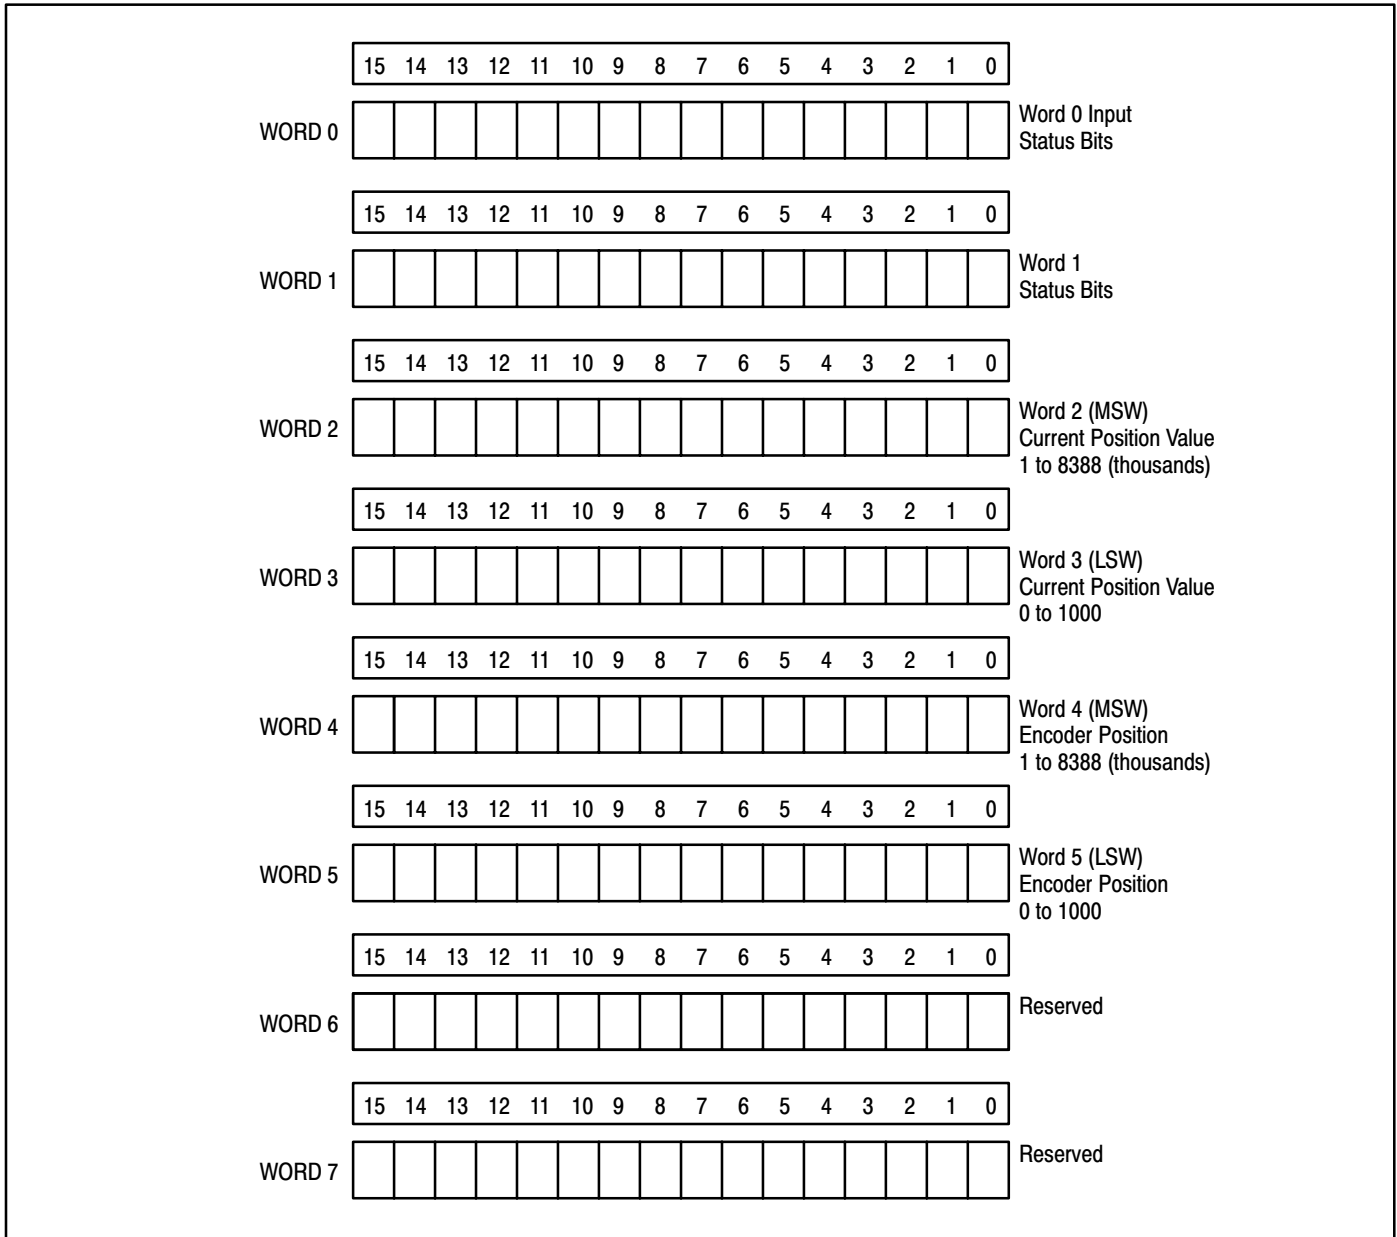 15 14 13 12 11 10 9 8 7 6 5 4 3 2 1 0
WORD 0
Word 0 Input
Status Bits
15 14 13 12 11 10 9 8 7 6 5 4 3 2 1 0
WORD 1
Word 1
Status Bits
15 14 13 12 11 10 9 8 7 6 5 4 3 2 1 0
WORD 2
Word 2 (MSW)
Current Position Value
1 to 8388 (thousands)
15 14 13 12 11 10 9 8 7 6 5 4 3 2 1 0
WORD 3
Word 3 (LSW)
Current Position Value
0 to 1000
15 14 13 12 11 10 9 8 7 6 5 4 3 2 1 0
WORD 4
Word 4 (MSW)
Encoder Position
1 to 8388 (thousands)
15 14 13 12 11 10 9 8 7 6 5 4 3 2 1 0
WORD 5
Word 5 (LSW)
Encoder Position
0 to 1000
15 14 13 12 11 10 9 8 7 6 5 4 3 2 1 0
WORD 6
Reserved
15 14 13 12 11 10 9 8 7 6 5 4 3 2 1 0
WORD 7
Reserved